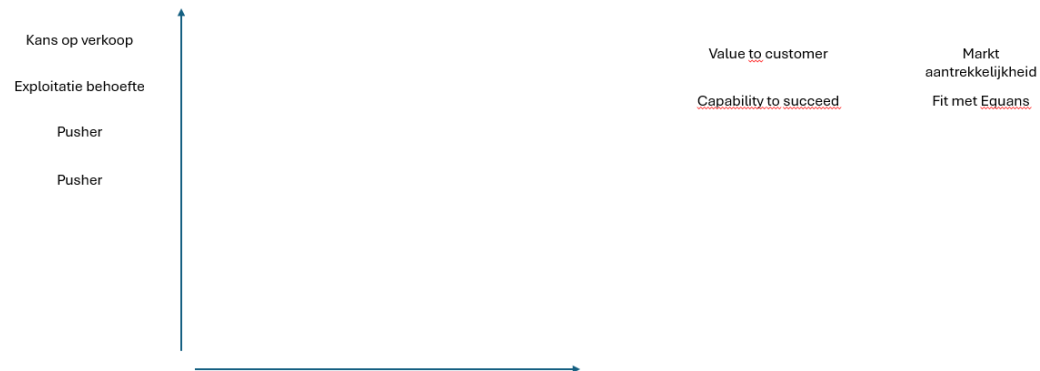 Kans op verkoop
Exploitatie behoefte
Pusher
Pusher
Value to customer
Capability to succeed
Markt
aantrekkelijkheid
Fit met Equans